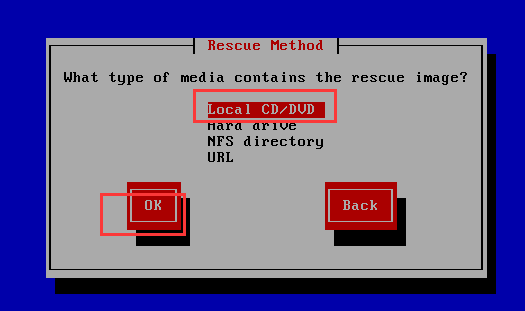 Rescue Method
What type of media contains the rescue image?
Local CD/DVD
Hard drive
NFS directory
URL
OK Back